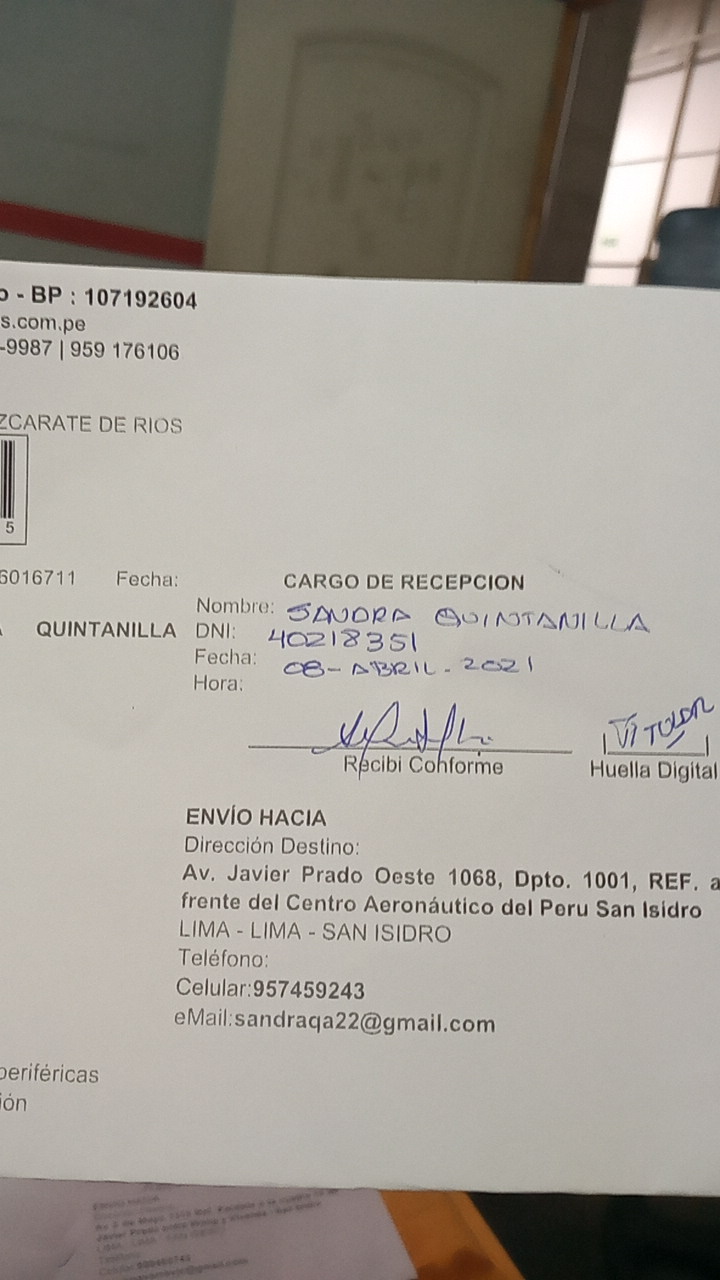 o - BP : 107192604
s.com.pe
-9987 | 959 176106
ZCARATE DE RIOS
5
6016711 Fecha:
CARGO DE RECEPCION
Nombre: SANDRA QUINTANILLA
A QUINTANILLA
DNI: 40218351
Fecha: 08-ABRIL-2021
Hora:
TITULAR
Recibi Conforme
Huella Digital
ENVÍO HACIA
Dirección Destino:
Av. Javier Prado Oeste 1068, Dpto. 1001, REF. a
frente del Centro Aeronáutico del Peru San Isidro
LIMA - LIMA - SAN ISIDRO
Teléfono:
Celular:957459243
eMail:sandraqa22@gmail.com
periféricas
ión